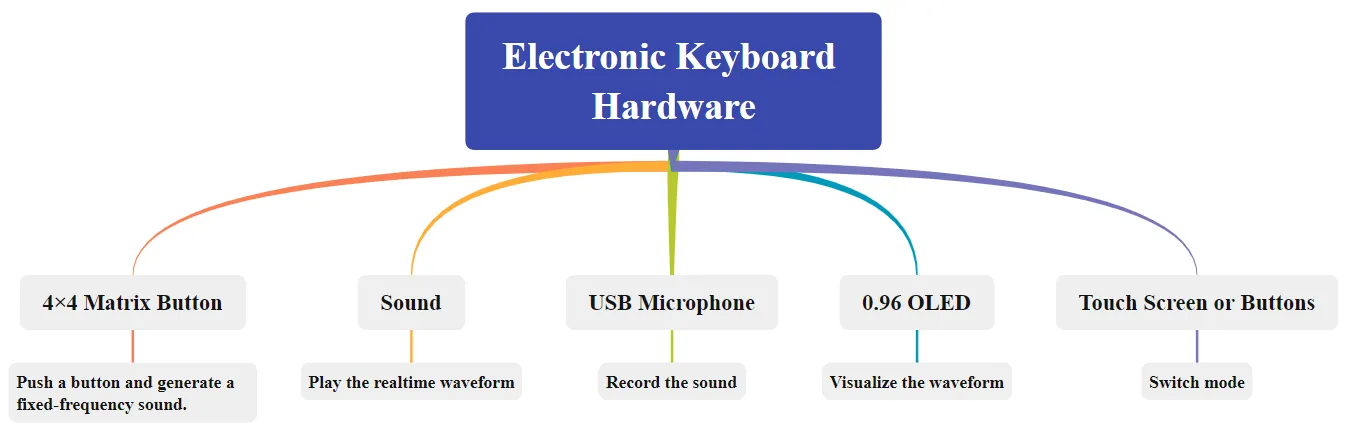 Electronic Keyboard
Hardware
4×4 Matrix Button
Sound
USB Microphone
0.96 OLED
Touch Screen or Buttons
Push a button and generate a
fixed-frequency sound.
Play the realtime waveform
Record the sound
Visualize the waveform
Switch mode